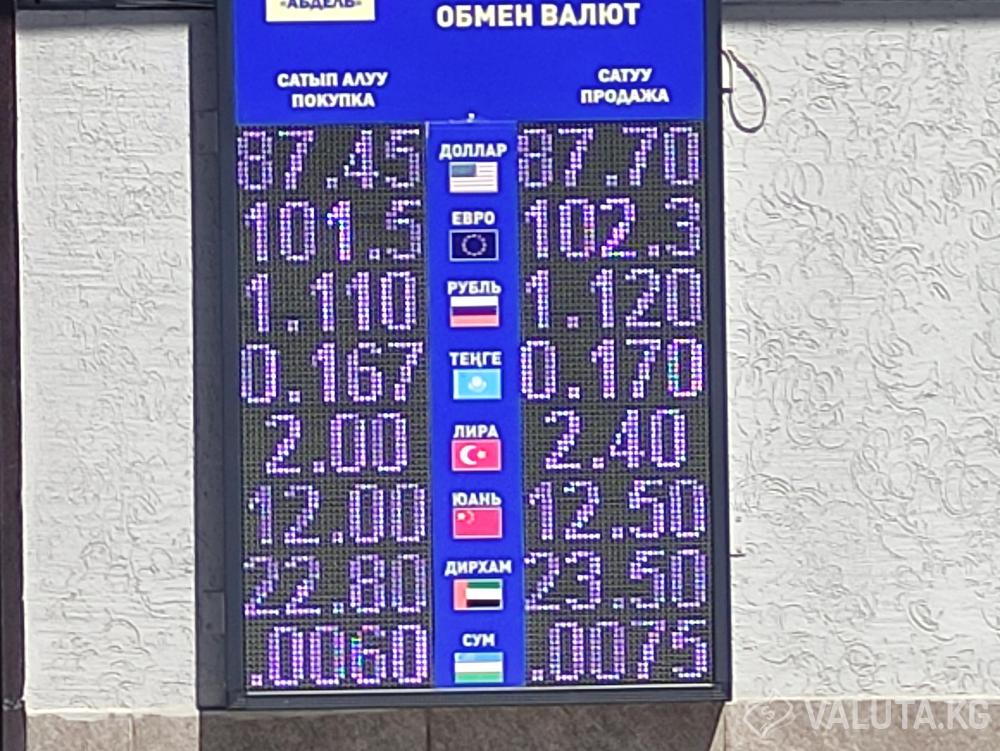 «АБДЕЛЬ»
ОБМЕН ВАЛЮТ
САТЫП АЛУУ
ПОКУПКА
САТУУ
ПРОДАЖА
87.45 ДОЛЛАР 87.70
101.5 ЕВРО 102.3
1.110 РУБЛЬ 1.120
0.167 ТЕҢГЕ 0.170
2.00 ЛИРА 2.40
12.00 ЮАНЬ 12.50
22.80 ДИРХАМ 23.50
.0060 СУМ .0075
VALUTA.KG